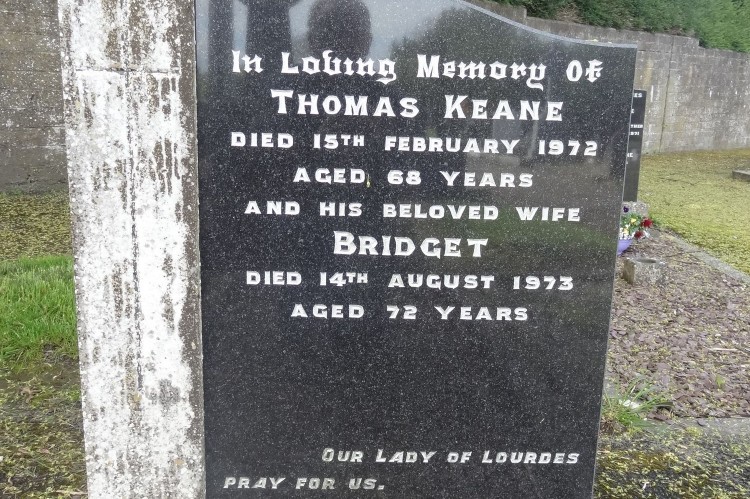 In Loving Memory Of
THOMAS KEANE
DIED 15TH FEBRUARY 1972
AGED 68 YEARS
AND HIS BELOVED WIFE
BRIDGET
DIED 14TH AUGUST 1973
AGED 72 YEARS
OUR LADY OF LOURDES
PRAY FOR US.